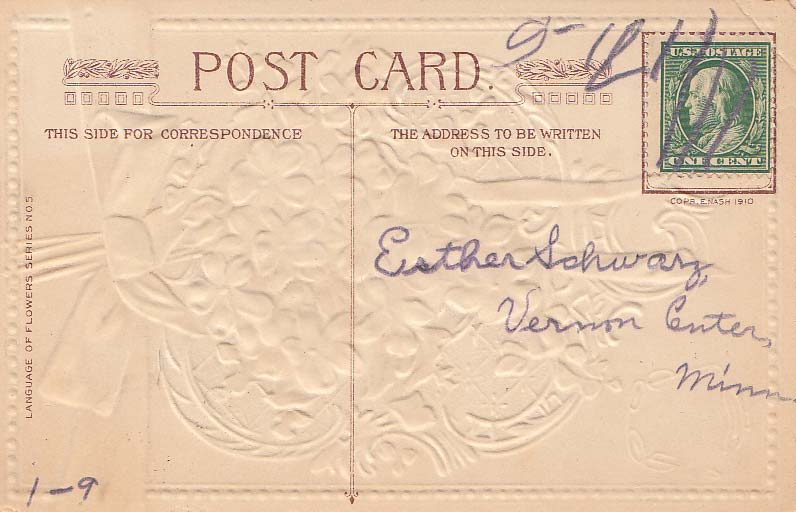 POST CARD.
U.S. POSTAGE
ONE CENT
THIS SIDE FOR CORRESPONDENCE
THE ADDRESS TO BE WRITTEN
ON THIS SIDE.
COPR. E. NASH 1910
LANGUAGE OF FLOWERS SERIES NO. 5
Esther Schwarz,
Vernon Center,
Minn.
1-9